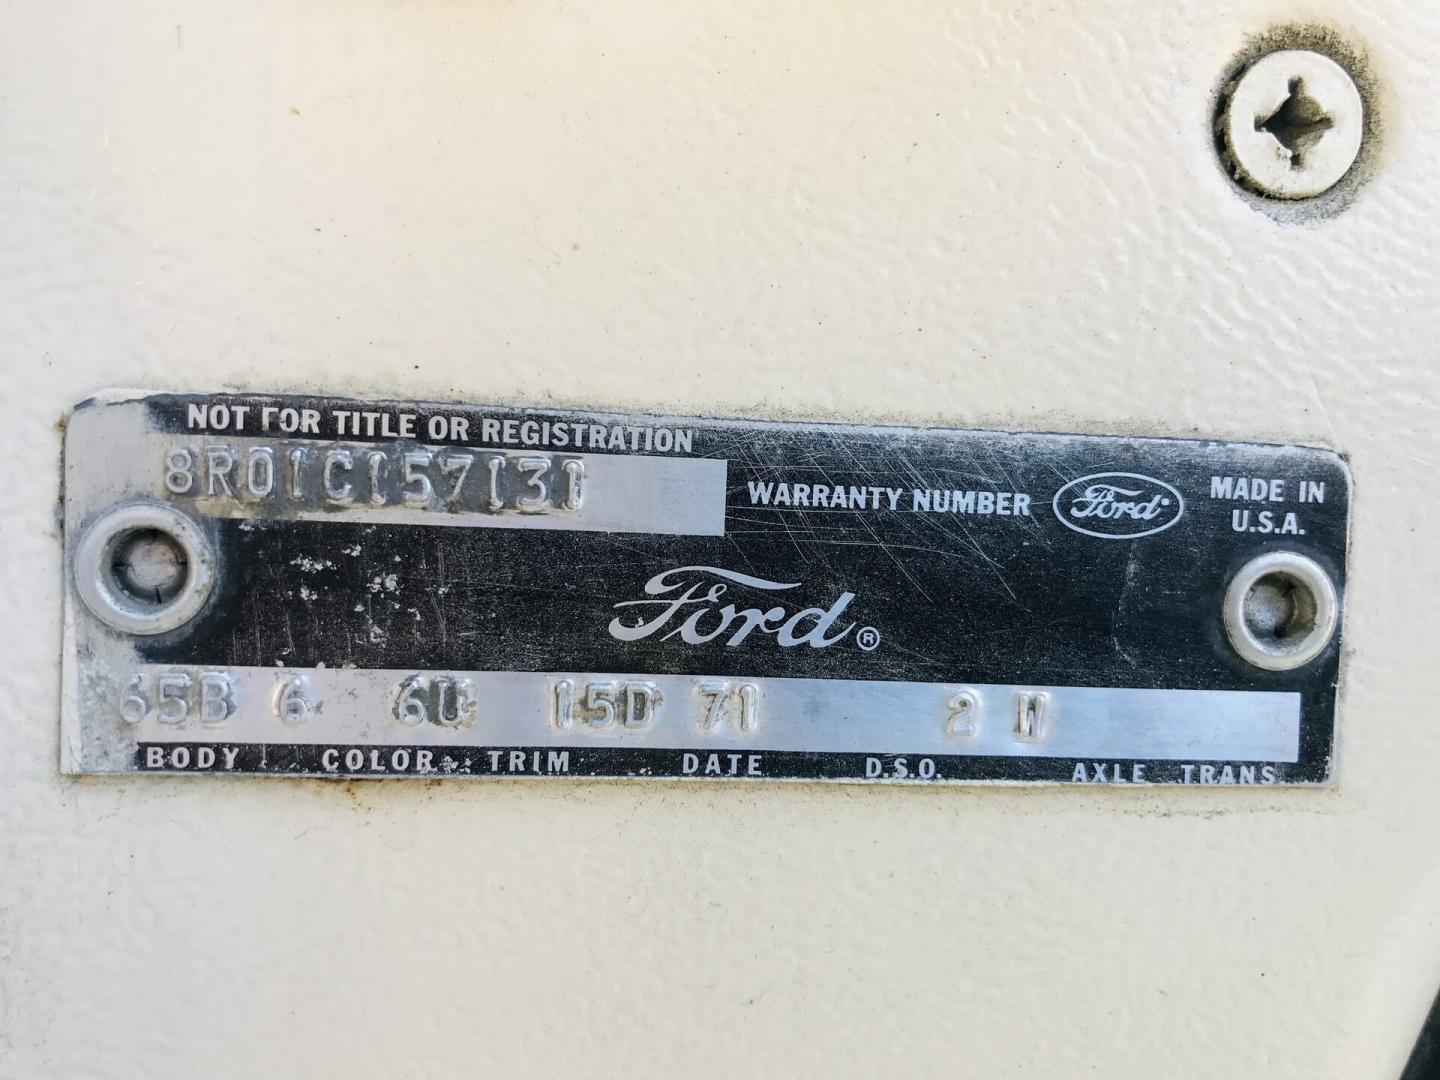 NOT FOR TITLE OR REGISTRATION
8R01C157131
WARRANTY NUMBER
Ford
MADE IN
U.S.A.
Ford®
65B 6 6U 15D 71 2 W
BODY COLOR TRIM DATE D.S.O. AXLE TRANS